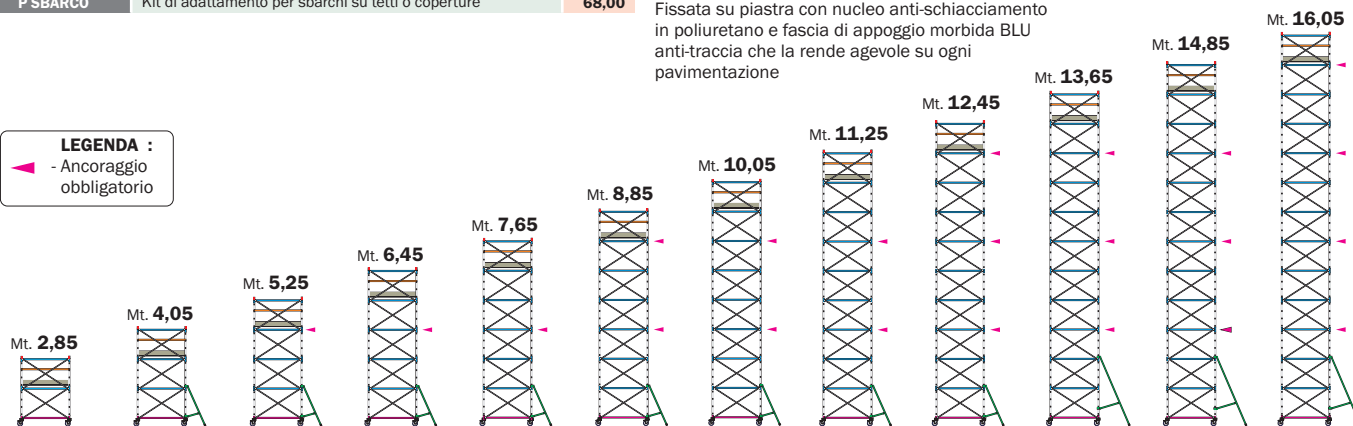 P SBARCO Kit di adattamento per sbarchi su tetti o coperture 68,00
Fissata su piastra con nucleo anti-schiacciamento
in poliuretano e fascia di appoggio morbida BLU
anti-traccia che la rende agevole su ogni
pavimentazione
LEGENDA :
- Ancoraggio
obbligatorio
Mt. 2,85
Mt. 4,05
Mt. 5,25
Mt. 6,45
Mt. 7,65
Mt. 8,85
Mt. 10,05
Mt. 11,25
Mt. 12,45
Mt. 13,65
Mt. 14,85
Mt. 16,05